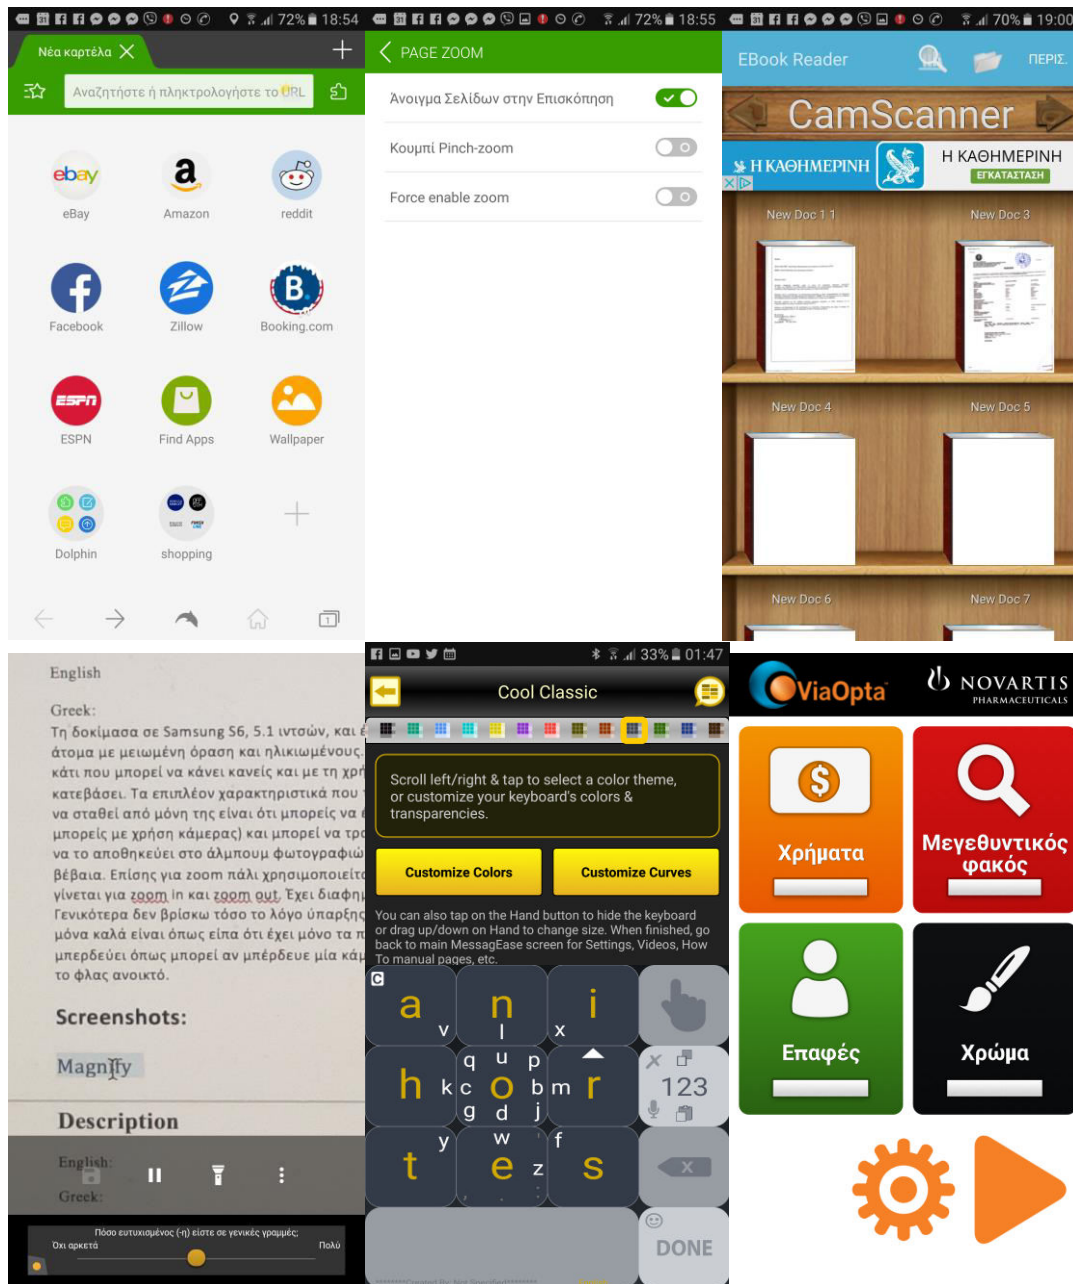 72% 18:54
Νέα καρτέλα
Αναζητήστε ή πληκτρολογήστε το URL
ebay
eBay
a
Amazon
reddit
f
Facebook
Z
Zillow
B.
Booking.com
ESPN
ESPN
Find Apps
Wallpaper
Dolphin
shopping
1
72% 18:55
PAGE ZOOM
Άνοιγμα Σελίδων στην Επισκόπηση
Κουμπί Pinch-zoom
Force enable zoom
70% 19:00
EBook Reader
ΠΕΡΙΣ.
CamScanner
Η ΚΑΘΗΜΕΡΙΝΗ
Η ΚΑΘΗΜΕΡΙΝΗ
ΕΓΚΑΤΑΣΤΑΣΗ
New Doc 1 1
New Doc 3
New Doc 4
New Doc 5
New Doc 6
New Doc 7
English
Greek:
Τη δοκίμασα σε Samsung S6, 5.1 ιντσών, και έ
άτομα με μειωμένη όραση και ηλικιωμένους.
κάτι που μπορεί να κάνει κανείς και με τη χρή
κατεβάσει. Τα επιπλέον χαρακτηριστικά που
να σταθεί από μόνη της είναι ότι μπορείς να
μπορείς με χρήση κάμερας) και μπορεί να τρα
να το αποθηκεύει στο άλμπουμ φωτογραφιώ
βέβαια. Επίσης για zoom πάλι χρησιμοποιείτα
γίνεται για zoom in και zoom out. Έχει διαφημ
Γενικότερα δεν βρίσκω τόσο το λόγο ύπαρξης
μόνα καλά είναι όπως είπα ότι έχει μόνο τα π
μπερδεύει όπως μπορεί αν μπέρδευε μία κάμ
το φλας ανοικτό.
Screenshots:
Magnify
Description
English:
Greek:
Πόσο ευτυχισμένος (-η) είστε σε γενικές γραμμές;
Όχι αρκετά
Πολύ
33% 01:47
Cool Classic
Scroll left/right & tap to select a color theme,
or customize your keyboard's colors &
transparencies.
Customize Colors
Customize Curves
You can also tap on the Hand button to hide the keyboard
or drag up/down on Hand to change size. When finished, go
back to main MessagEase screen for Settings, Videos, How
To manual pages, etc.
C
a n i
v l x
q u p
h k c o b m r
g d j
123
y w f
t e z s
X
DONE
ViaOpta
NOVARTIS
PHARMACEUTICALS
$
Χρήματα
Μεγεθυντικός
φακός
Επαφές
Χρώμα